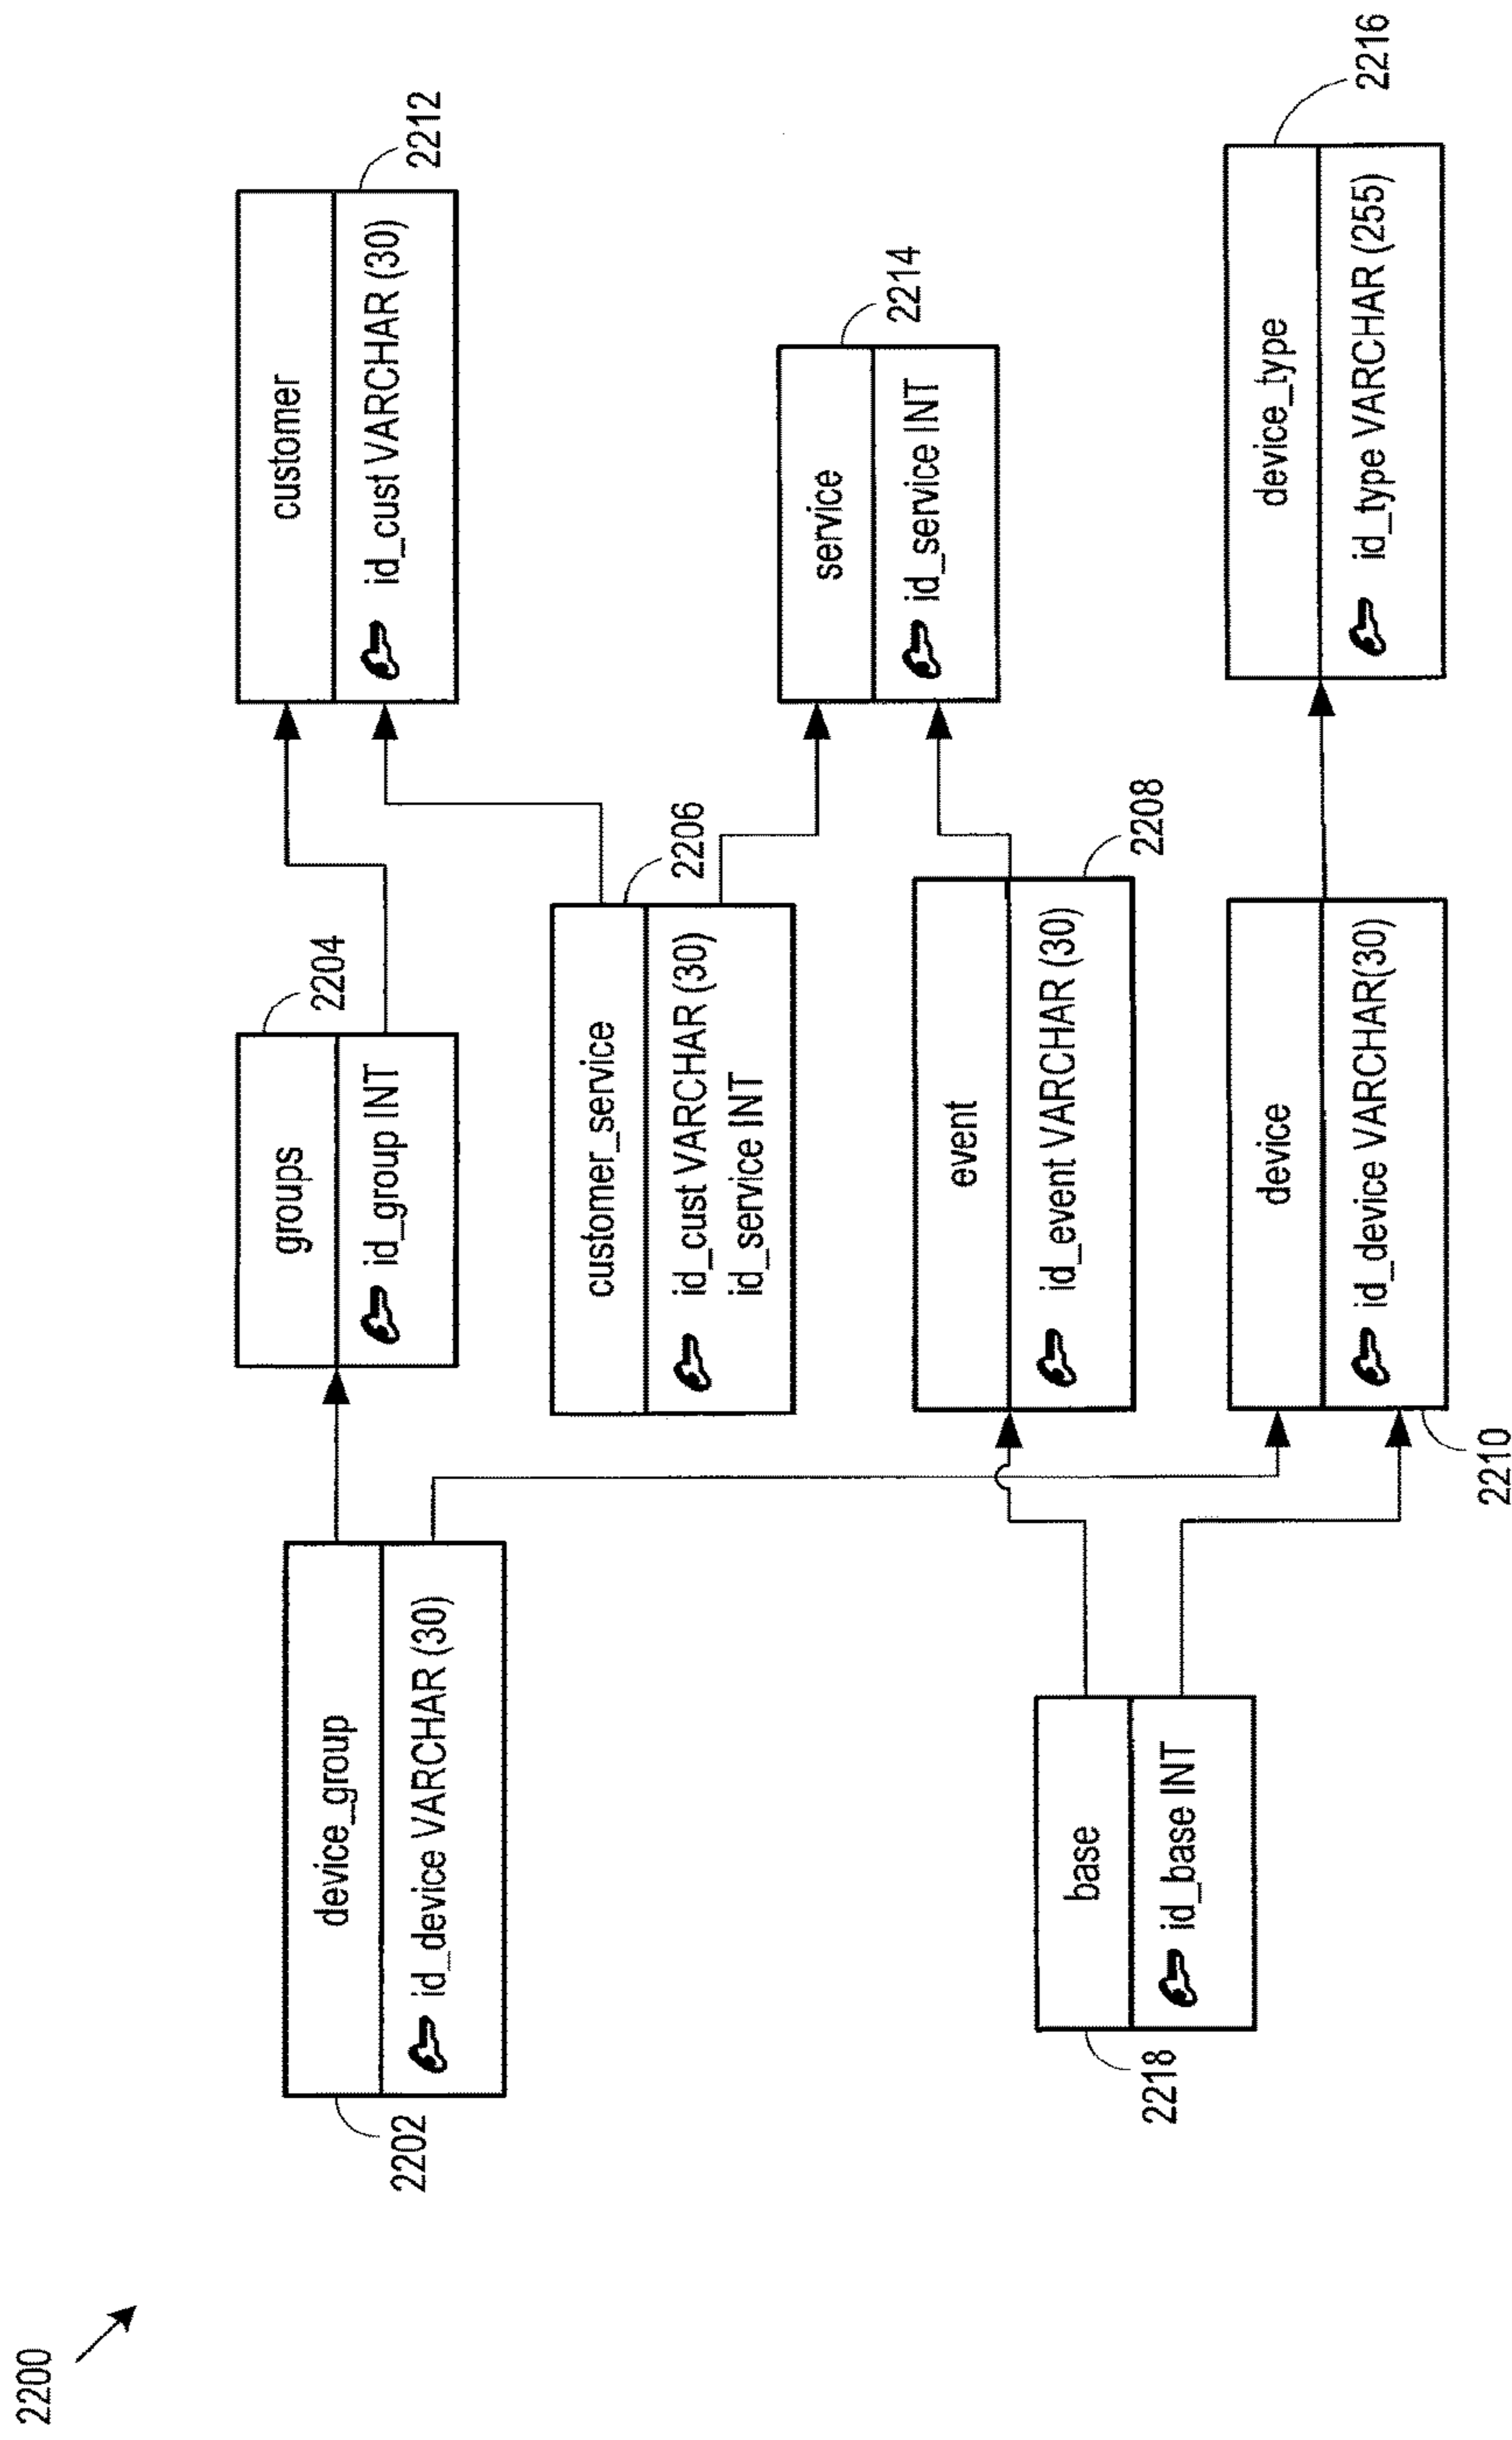 2200
device_group
id_device VARCHAR (30)
2202
groups
id_group INT
2204
customer
id_cust VARCHAR (30)
2212
customer_service
id_cust VARCHAR (30)
id_service INT
2206
service
id_service INT
2214
event
id_event VARCHAR (30)
2208
base
id_base INT
2218
device
id_device VARCHAR(30)
2210
device_type
id_type VARCHAR (255)
2216